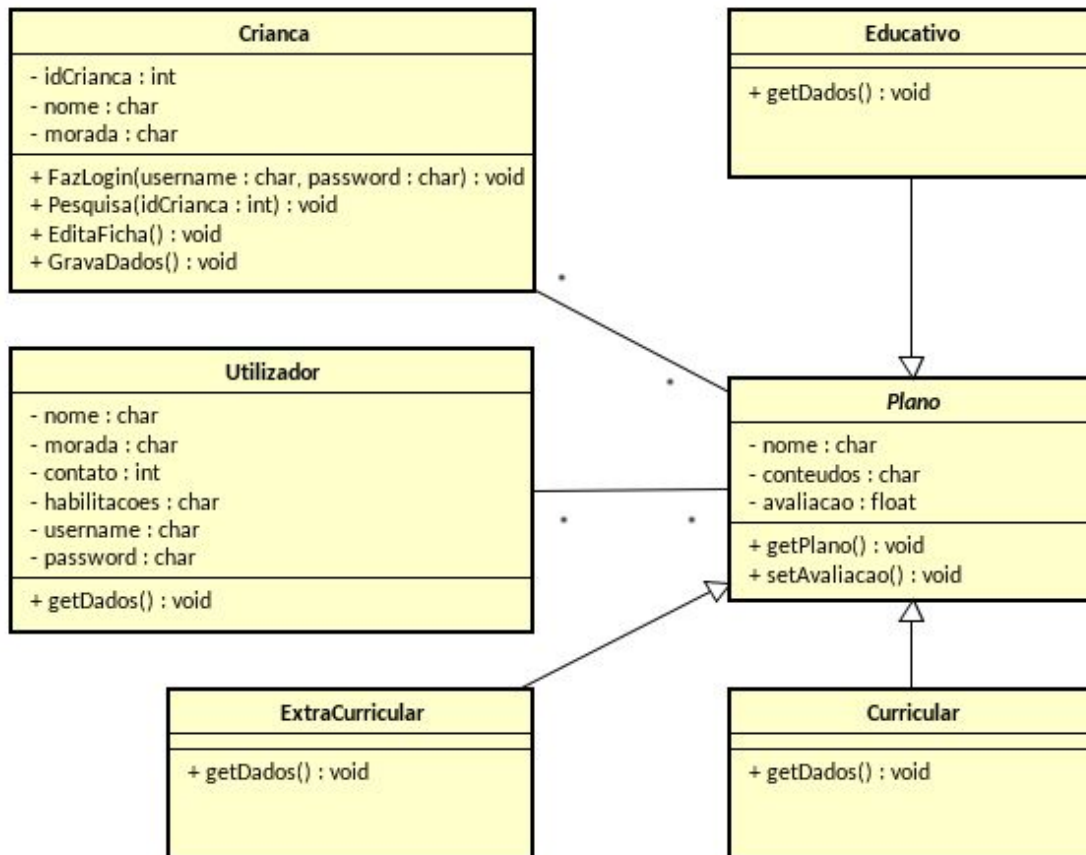 Crianca
- idCrianca : int
- nome : char
- morada : char
+ FazLogin(username : char, password : char) : void
+ Pesquisa(idCrianca : int) : void
+ EditaFicha() : void
+ GravaDados() : void
Educativo
+ getDados() : void
*
*
Utilizador
- nome : char
- morada : char
- contato : int
- habilitacoes : char
- username : char
- password : char
+ getDados() : void
*
*
Plano
- nome : char
- conteudos : char
- avaliacao : float
+ getPlano() : void
+ setAvaliacao() : void
ExtraCurricular
+ getDados() : void
Curricular
+ getDados() : void